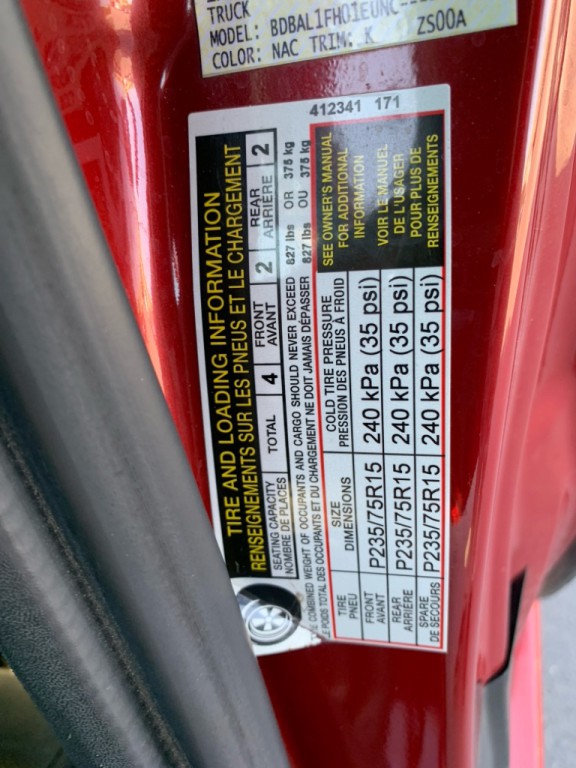 TRUCK
MODEL: BDBAL1FH01EUNC
COLOR: NAC TRIM: K ZS00A
412341 171
TIRE AND LOADING INFORMATION
RENSEIGNEMENTS SUR LES PNEUS ET LE CHARGEMENT
SEATING CAPACITY
NOMBRE DE PLACES
TOTAL 4
FRONT
AVANT
2
REAR
ARRIÈRE
2
COMBINED WEIGHT OF OCCUPANTS AND CARGO SHOULD NEVER EXCEED 827 lbs OR 375 kg
LE POIDS TOTAL DES OCCUPANTS ET DU CHARGEMENT NE DOIT JAMAIS DÉPASSER 827 lbs OU 375 kg
TIRE
PNEU
SIZE
DIMENSIONS
COLD TIRE PRESSURE
PRESSION DES PNEUS À FROID
FRONT
AVANT
P235/75R15 240 kPa (35 psi)
REAR
ARRIÈRE
P235/75R15 240 kPa (35 psi)
SPARE
DE SECOURS
P235/75R15 240 kPa (35 psi)
SEE OWNER'S MANUAL
FOR ADDITIONAL
INFORMATION
VOIR LE MANUEL
DE L'USAGER
POUR PLUS DE
RENSEIGNEMENTS